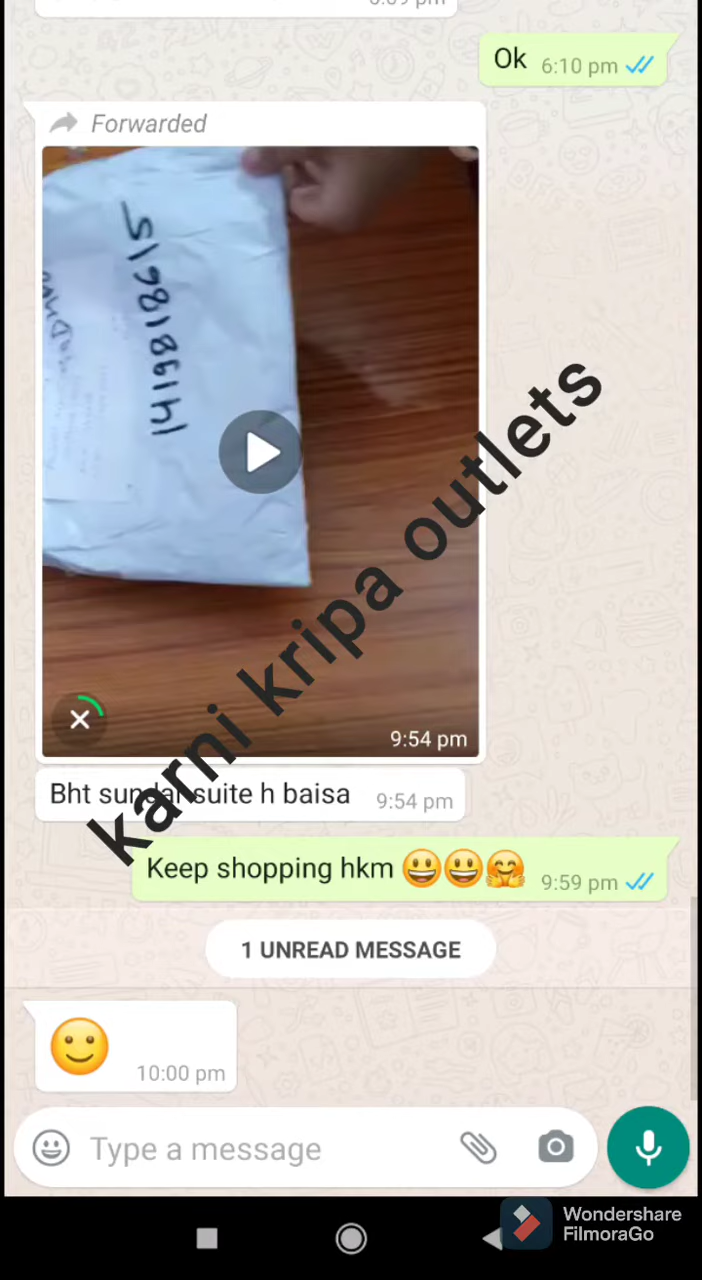 Ok 6:10 pm
Forwarded
1419818615
9:54 pm
Bht sundar suite h baisa 9:54 pm
karni kripa outlets
Keep shopping hkm 😃😃🤗 9:59 pm
1 UNREAD MESSAGE
🙂 10:00 pm
Type a message
Wondershare
FilmoraGo